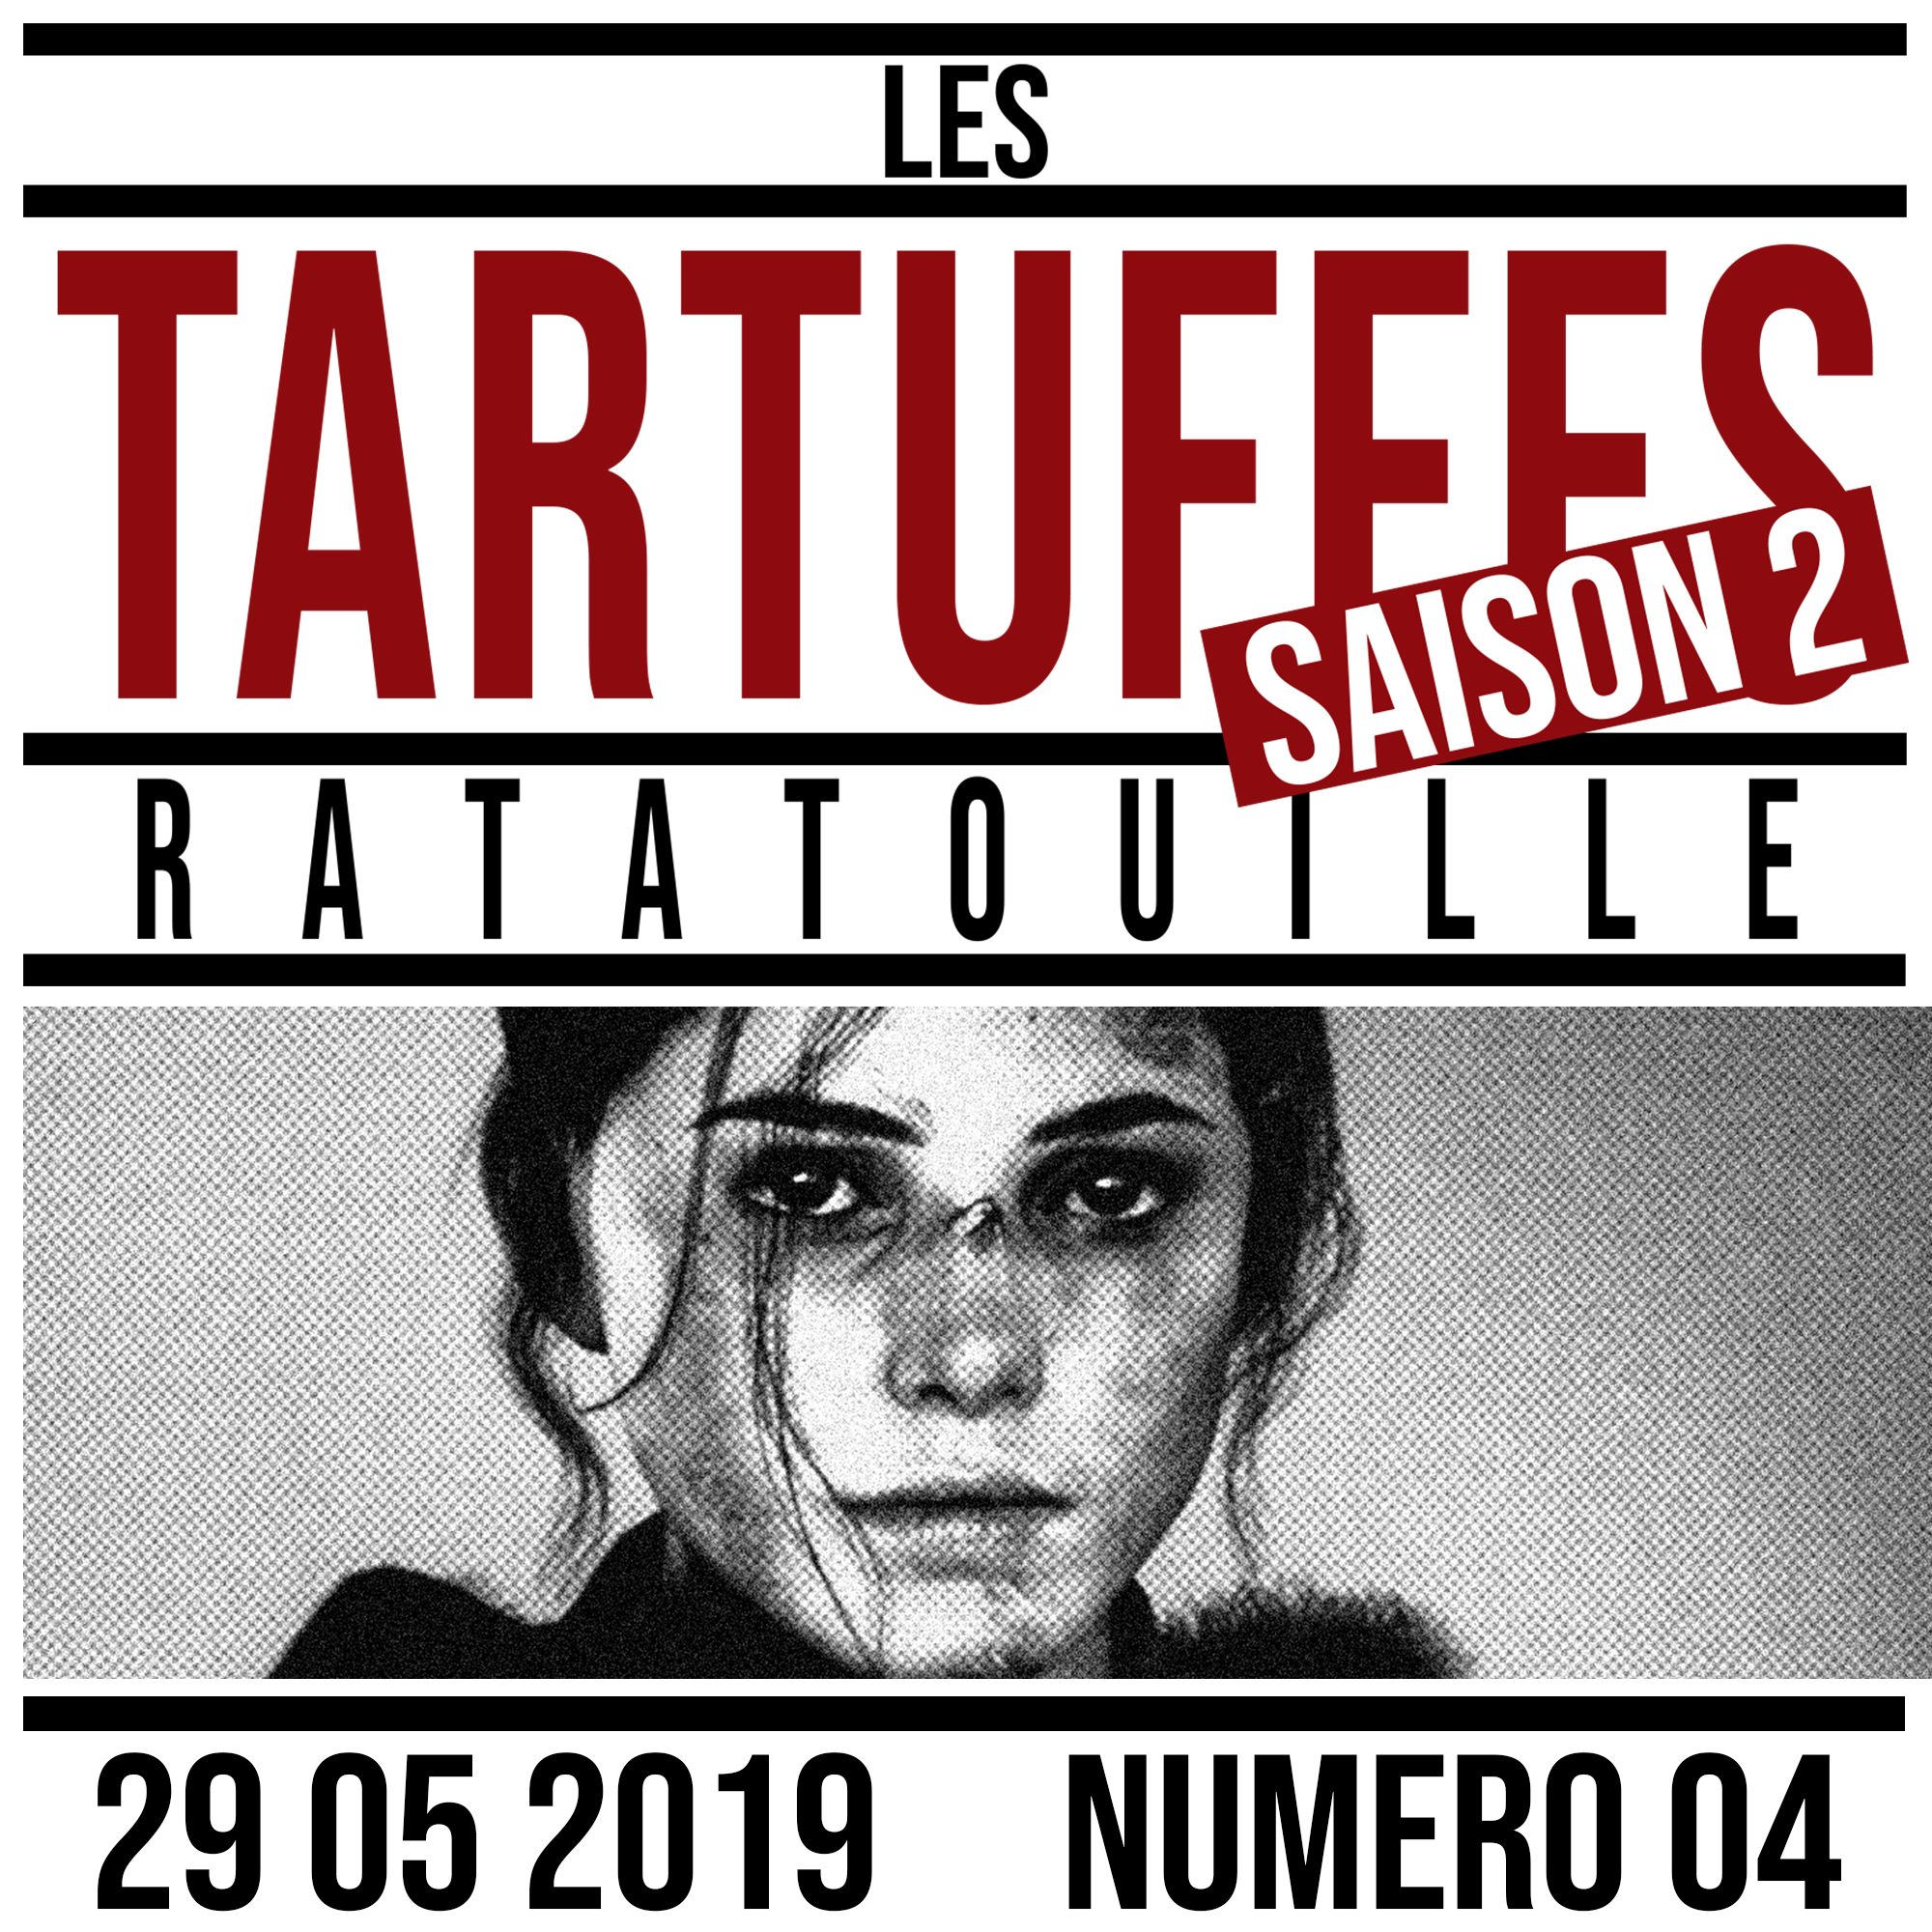 LES
TARTUFFES
SAISON 2
RATATOUILLE
29 05 2019 NUMERO 04